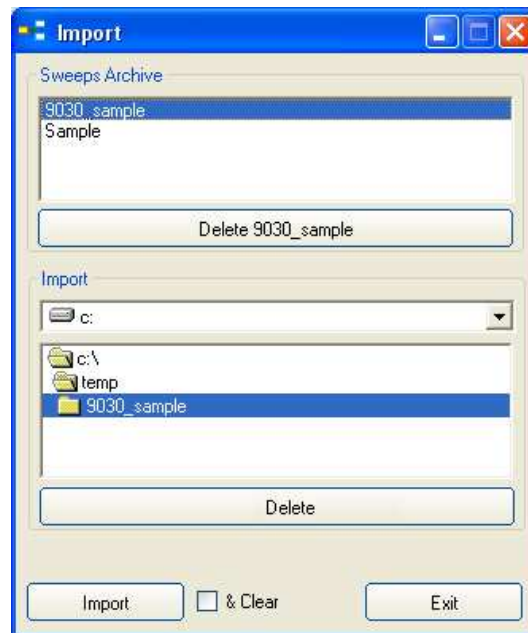 Import
Sweeps Archive
9030_sample
Sample
Delete 9030_sample
Import
c:
c:\
temp
9030_sample
Delete
Import & Clear Exit